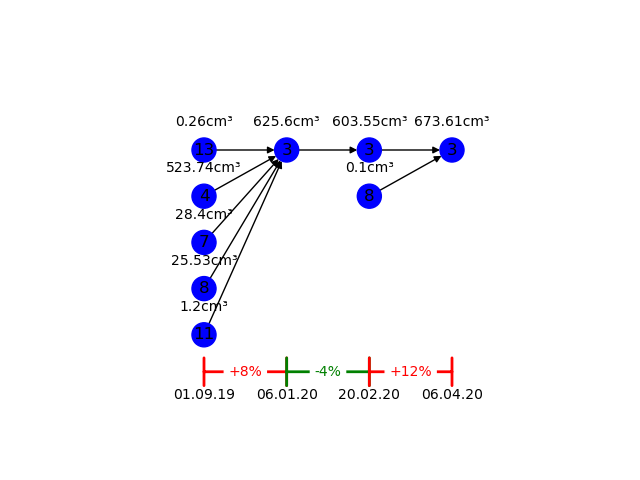 0.26cm³ 625.6cm³ 603.55cm³ 673.61cm³
13 3 3 3
523.74cm³ 0.1cm³
4 8
28.4cm³
7
25.53cm³
8
1.2cm³
11
+8% -4% +12%
01.09.19 06.01.20 20.02.20 06.04.20